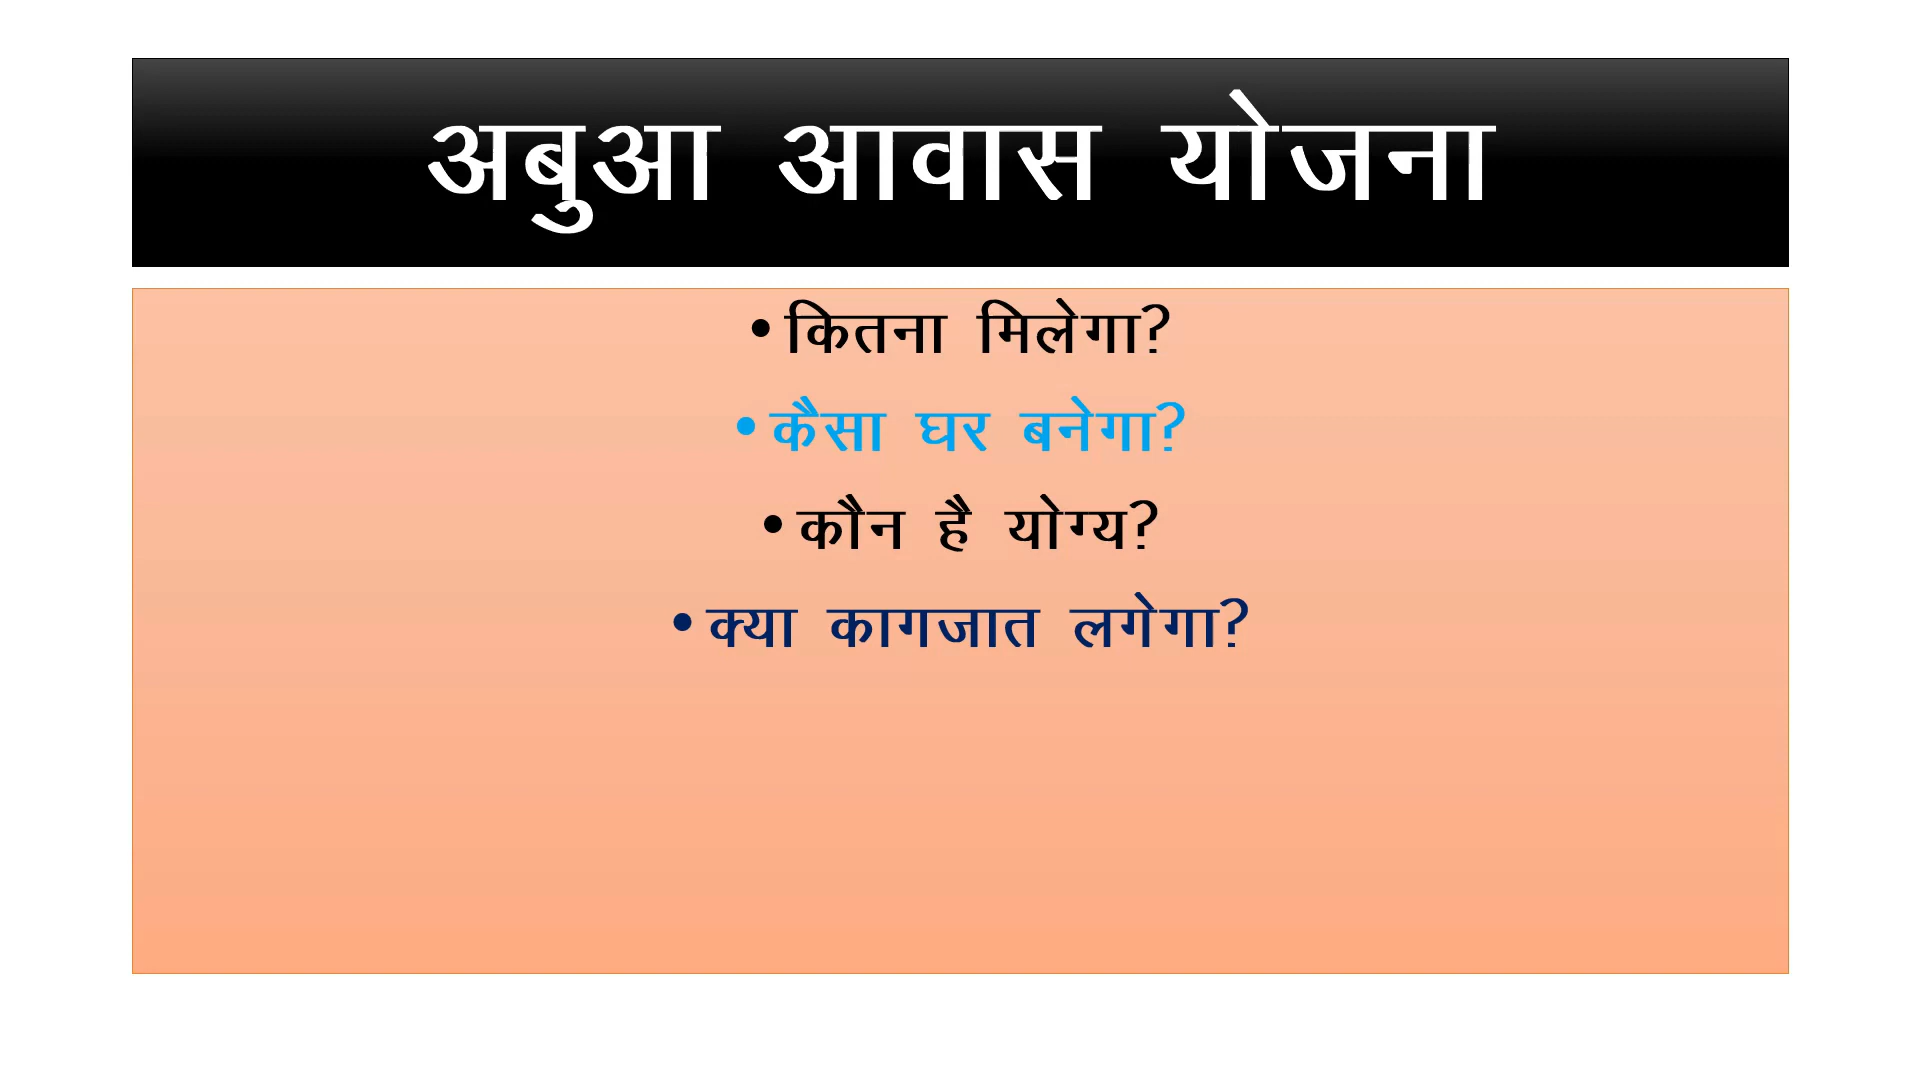 अबुआ आवास योजना
• कितना मिलेगा?
• कैसा घर बनेगा?
• कौन है योग्य?
• क्या कागजात लगेगा?